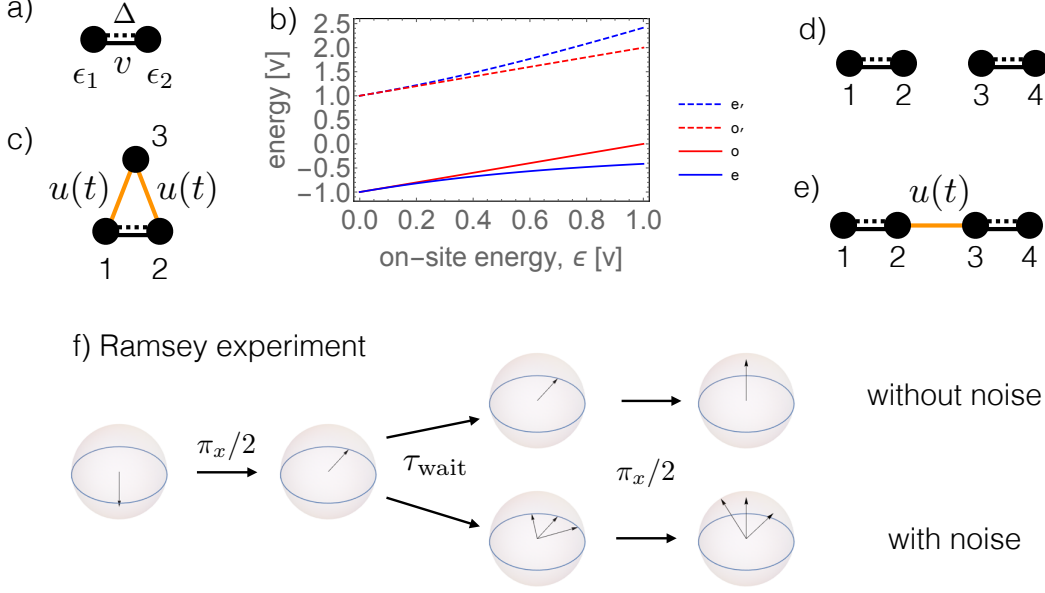 a)
Δ
ϵ1 v ϵ2
b)
energy [v]
2.5
2.0
1.5
1.0
0.5
0.0
−0.5
−1.0
0.0 0.2 0.4 0.6 0.8 1.0
on−site energy, ϵ [v]
e′
o′
o
e
c)
3
u(t) u(t)
1 2
d)
1 2 3 4
e)
u(t)
1 2 3 4
f) Ramsey experiment
πx/2
τwait
πx/2
without noise
with noise